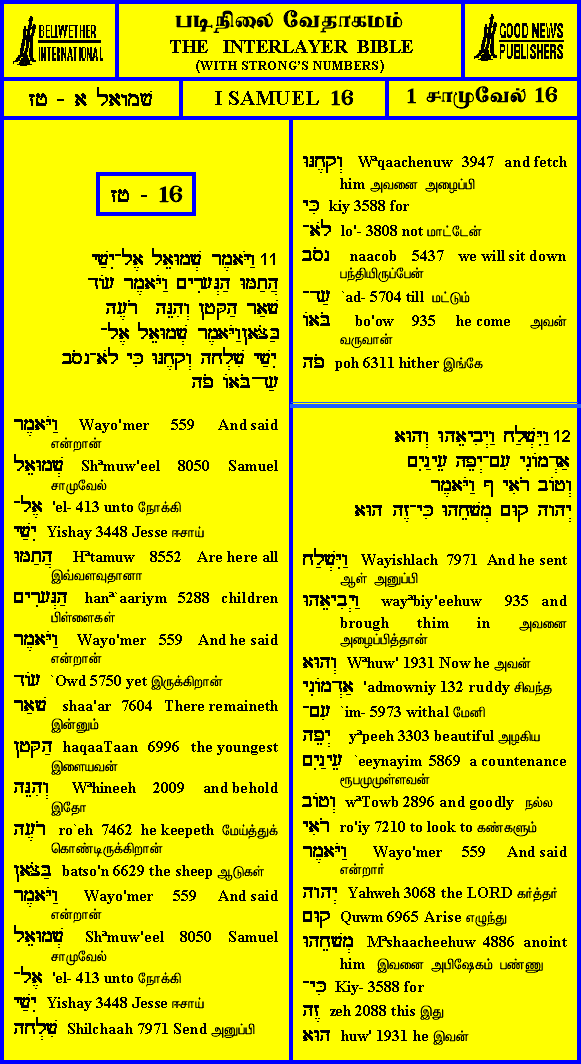 BELLWETHER
INTERNATIONAL
படிநிலை வேதாகமம்
THE INTERLAYER BIBLE
(WITH STRONG'S NUMBERS)
GOOD NEWS
PUBLISHERS
שמואל א - טז
I SAMUEL 16
1 சாமுவேல் 16
טז - 16
11 וַיֹּאמֶר שְׁמוּאֵל אֶל־יִשַׁי
הֲתַמּוּ הַנְּעָרִים וַיֹּאמֶר עוֹד
שְׁאַר הַקָּטָן וְהִנֵּה רֹעֶה
בַּצֹּאן וַיֹּאמֶר שְׁמוּאֵל אֶל־
יִשַׁי שִׁלְחָה וְקָחֶנּוּ כִּי לֹא־נָסֹב
עַד־בֹּאוֹ פֹה
וַיֹּאמֶר Wayo'mer 559 And said
என்றான்
שְׁמוּאֵל Shªmuw'eel 8050 Samuel
சாமுவேல்
אֶל־ 'el- 413 unto நோக்கி
יִשַׁי Yishay 3448 Jesse ஈசாய்
הֲתַמּוּ Hªtamuw 8552 Are here all
இவ்வளவுதானா
הַנְּעָרִים hanª`aariym 5288 children
பிள்ளைகள்
וַיֹּאמֶר Wayo'mer 559 And he said
என்றான்
עוֹד `Owd 5750 yet இருக்கிறான்
שְׁאַר shaa'ar 7604 There remaineth
இன்னும்
הַקָּטָן haqaaTaan 6996 the youngest
இளையவன்
וְהִנֵּה Wªhineeh 2009 and behold
இதோ
רֹעֶה ro`eh 7462 he keepeth மேய்த்துக்
கொண்டிருக்கிறான்
בַּצֹּאן batso'n 6629 the sheep ஆடுகள்
וַיֹּאמֶר Wayo'mer 559 And said
என்றான்
שְׁמוּאֵל Shªmuw'eel 8050 Samuel
சாமுவேல்
אֶל־ 'el- 413 unto நோக்கி
יִשַׁי Yishay 3448 Jesse ஈசாய்
שִׁלְחָה Shilchaah 7971 Send அனுப்பி
וְקָחֶנּוּ Wªqaachenuw 3947 and fetch
him அவனை அழைப்பி
כִּי kiy 3588 for
לֹא־ lo'- 3808 not மாட்டேன்
נָסֹב naacob 5437 we will sit down
பந்தியிருப்பேன்
עַד־ `ad- 5704 till மட்டும்
בֹּאוֹ bo'ow 935 he come அவன்
வருவான்
פֹה poh 6311 hither இங்கே
12 וַיִּשְׁלַח וַיְבִיאֵהוּ וְהוּא
אַדְמוֹנִי עִם־יְפֵה עֵינַיִם
וְטוֹב רֹאִי ף וַיֹּאמֶר
יְהוָה קוּם מְשָׁחֵהוּ כִּי־זֶה הוּא
וַיִּשְׁלַח Wayishlach 7971 And he sent
ஆள் அனுப்பி
וַיְבִיאֵהוּ wayªbiy'eehuw 935 and
brough thim in அவனை
அழைப்பித்தான்
וְהוּא Wªhuw' 1931 Now he அவன்
אַדְמוֹנִי 'admowniy 132 ruddy சிவந்த
עִם־ `im- 5973 withal மேனி
יְפֵה yªpeeh 3303 beautiful அழகிய
עֵינַיִם `eeynayim 5869 a countenance
ரூபமுமுள்ளவன்
וְטוֹב wªTowb 2896 and goodly நல்ல
רֹאִי ro'iy 7210 to look to கண்களும்
וַיֹּאמֶר Wayo'mer 559 And said
என்றார்
יְהוָה Yahweh 3068 the LORD கர்த்தர்
קוּם Quwm 6965 Arise எழுந்து
מְשָׁחֵהוּ Mªshaacheehuw 4886 anoint
him இவனை அபிஷேகம் பண்ணு
כִּי־ Kiy- 3588 for
זֶה zeh 2088 this இது
הוּא huw' 1931 he இவன்